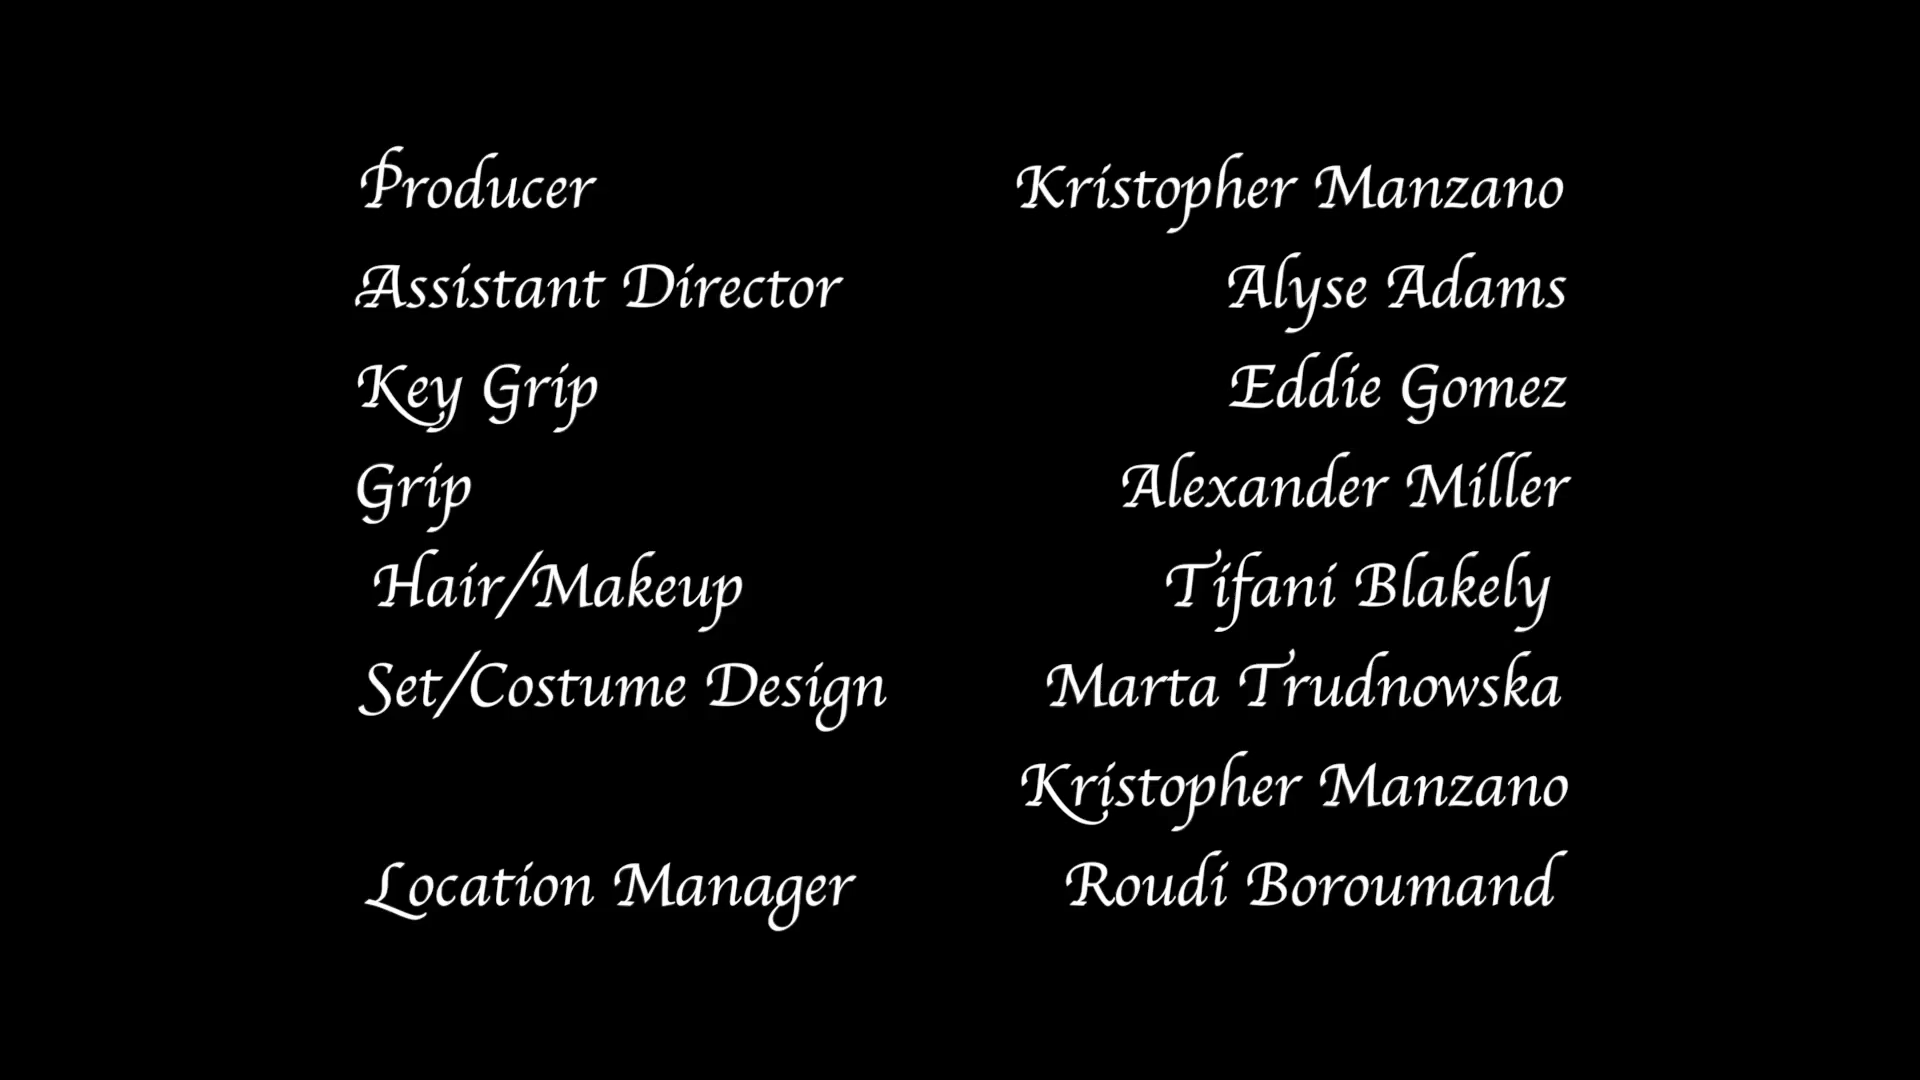 Producer Kristopher Manzano
Assistant Director Alyse Adams
Key Grip Eddie Gomez
Grip Alexander Miller
Hair/Makeup Tifani Blakely
Set/Costume Design Marta Trudnowska
Kristopher Manzano
Location Manager Roudi Boroumand